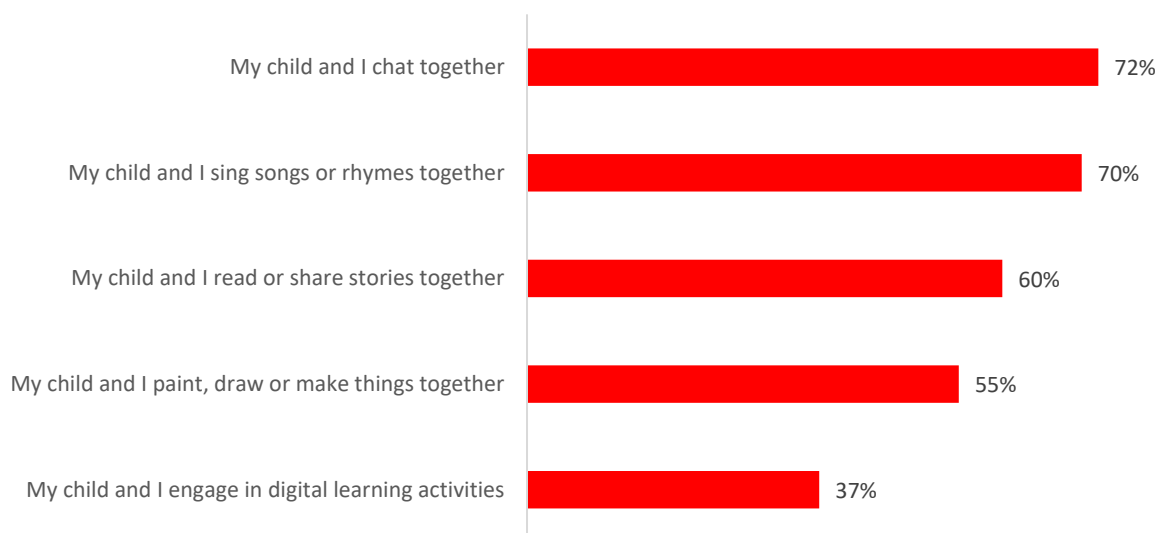 My child and I chat together 72%
My child and I sing songs or rhymes together 70%
My child and I read or share stories together 60%
My child and I paint, draw or make things together 55%
My child and I engage in digital learning activities 37%